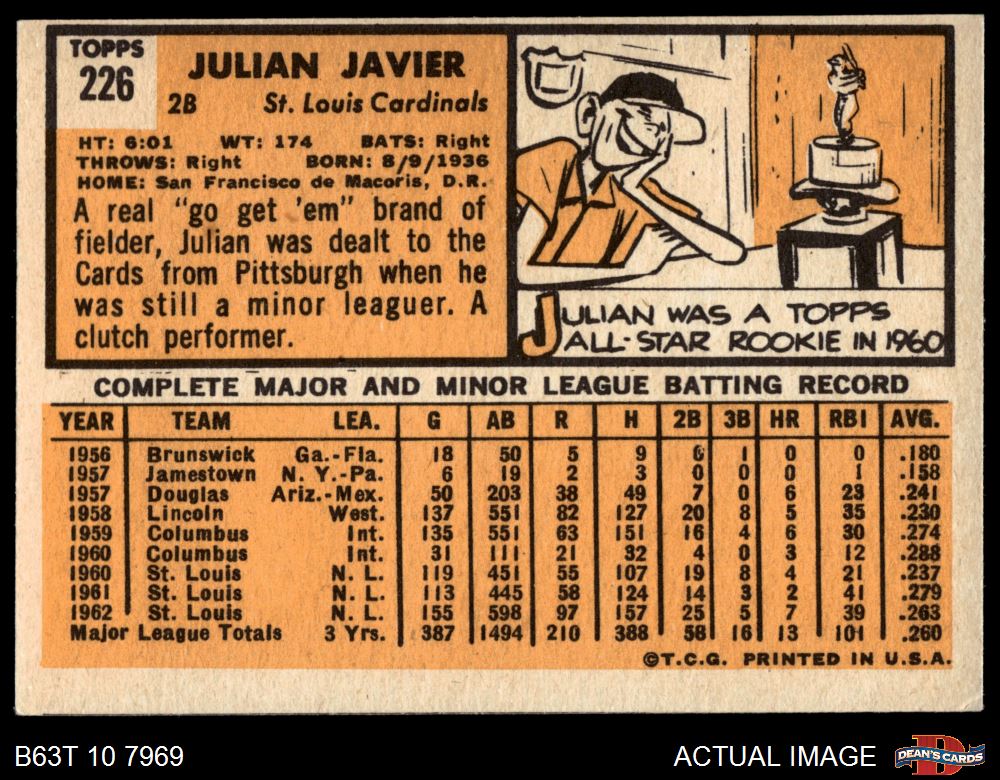 TOPPS
226
JULIAN JAVIER
2B St. Louis Cardinals
HT: 6:01 WT: 174 BATS: Right
THROWS: Right BORN: 8/9/1936
HOME: San Francisco de Macoris, D.R.
A real "go get 'em" brand of
fielder, Julian was dealt to the
Cards from Pittsburgh when he
was still a minor leaguer. A
clutch performer.
JULIAN WAS A TOPPS
ALL-STAR ROOKIE IN 1960
COMPLETE MAJOR AND MINOR LEAGUE BATTING RECORD
YEAR TEAM LEA. G AB R H 2B 3B HR RBI AVG.
1956 Brunswick Ga.-Fla. 18 50 5 9 0 1 0 0 .180
1957 Jamestown N. Y.-Pa. 6 19 2 3 0 0 0 1 .158
1957 Douglas Ariz.-Mex. 50 203 38 49 7 0 6 23 .241
1958 Lincoln West. 137 551 82 127 20 8 5 35 .230
1959 Columbus Int. 135 551 63 151 16 4 6 30 .274
1960 Columbus Int. 31 111 21 32 4 0 3 12 .288
1960 St. Louis N. L. 119 451 55 107 19 8 4 21 .237
1961 St. Louis N. L. 113 445 58 124 14 3 2 41 .279
1962 St. Louis N. L. 155 598 97 157 25 5 7 39 .263
Major League Totals 3 Yrs. 387 1494 210 388 58 16 13 101 .260
©T.C.G. PRINTED IN U.S.A.
B63T 10 7969 ACTUAL IMAGE DEAN'S CARDS